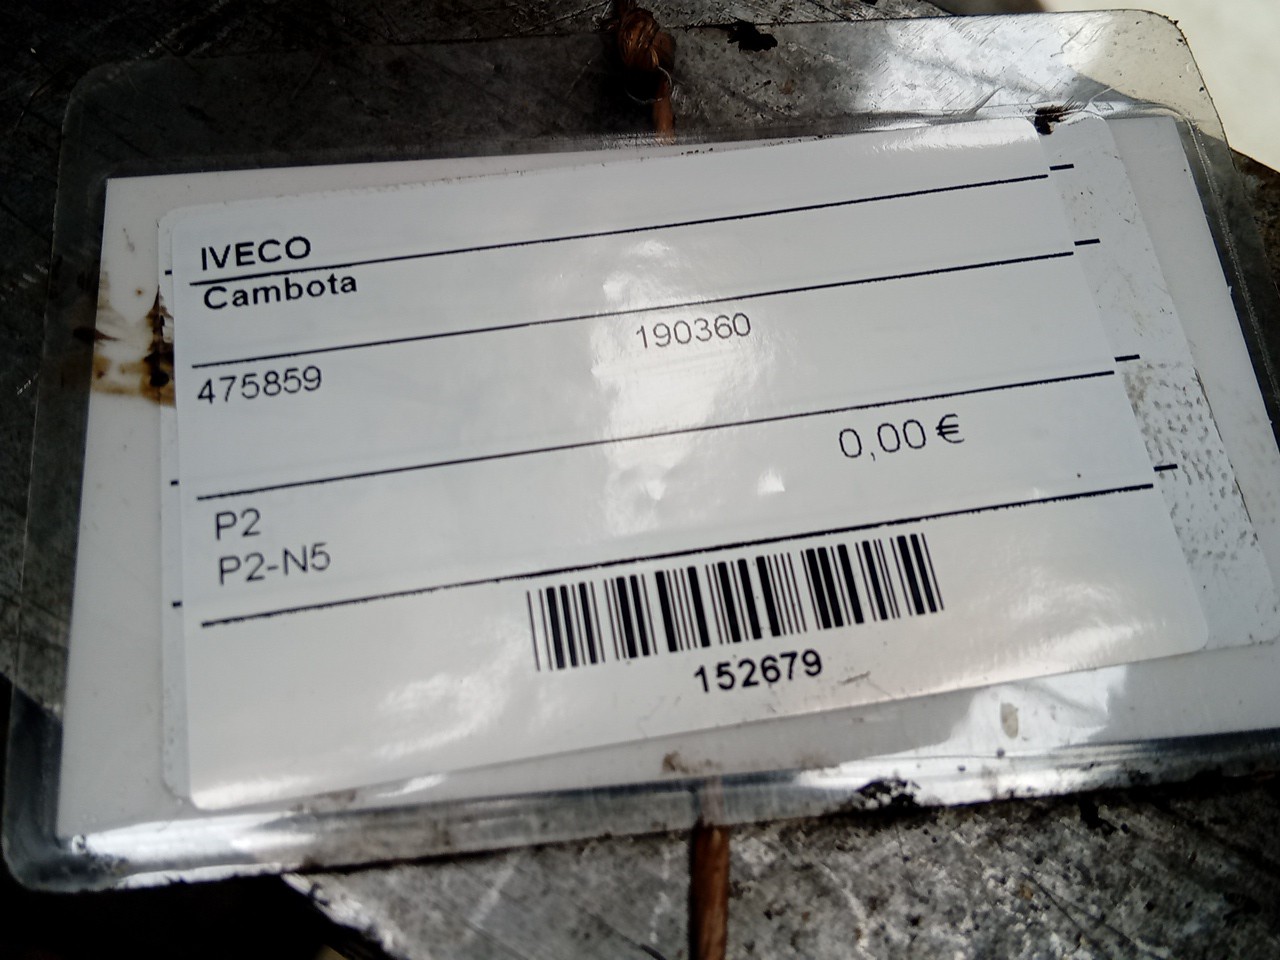 IVECO
Cambota
190360
475859
0,00 €
P2
P2-N5
152679